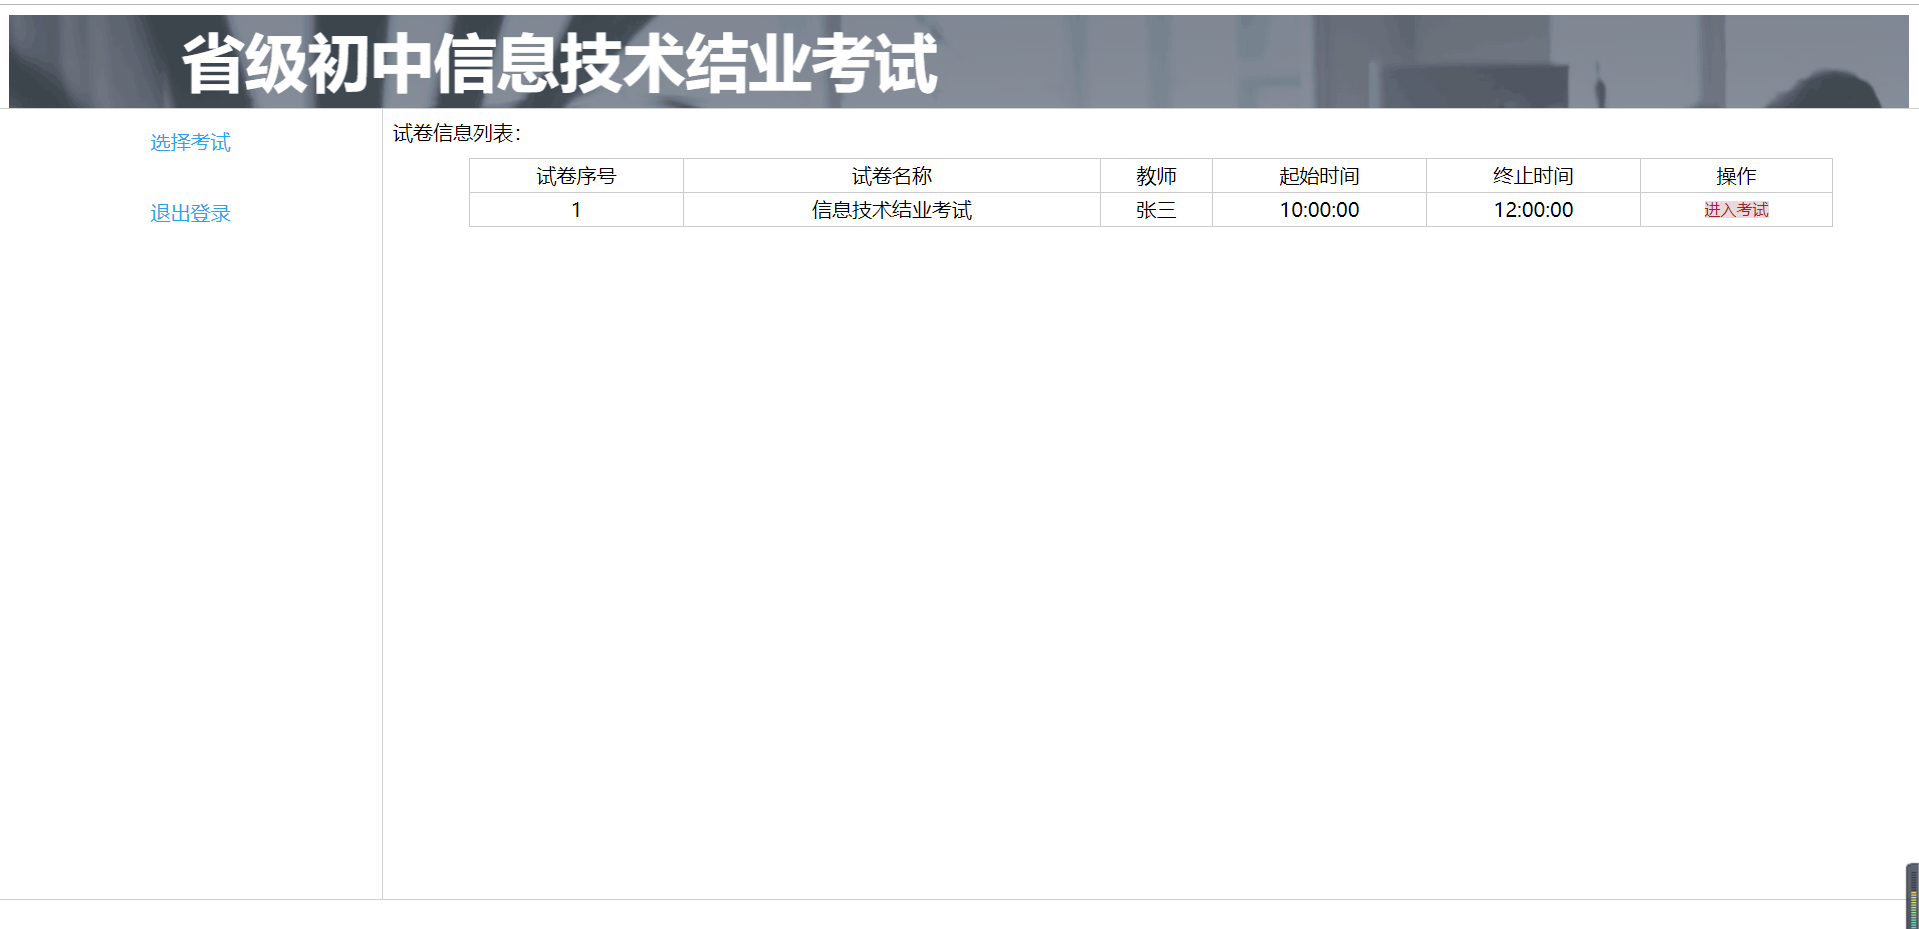 省级初中信息技术结业考试
选择考试
退出登录
试卷信息列表：
试卷序号 试卷名称 教师 起始时间 终止时间 操作
1 信息技术结业考试 张三 10:00:00 12:00:00 进入考试